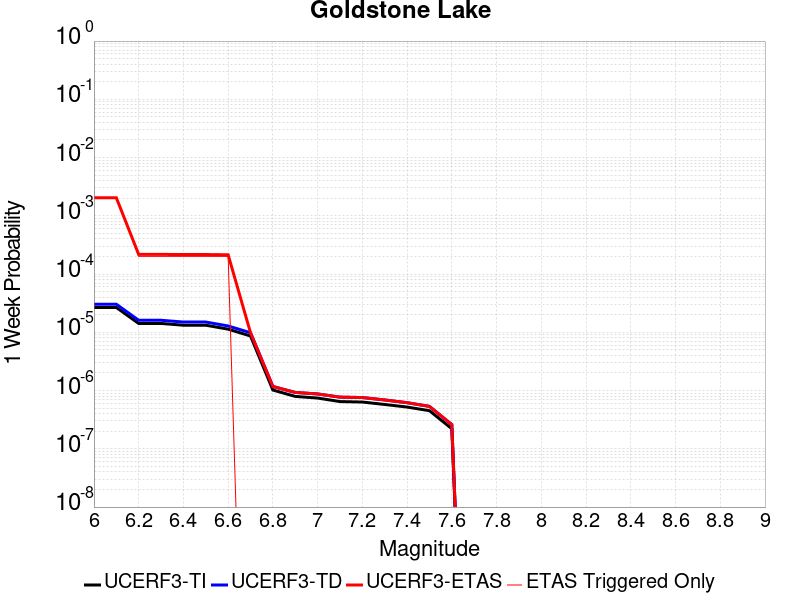 Goldstone Lake
1 Week Probability
10^0
10^-1
10^-2
10^-3
10^-4
10^-5
10^-6
10^-7
10^-8
6 6.2 6.4 6.6 6.8 7 7.2 7.4 7.6 7.8 8 8.2 8.4 8.6 8.8 9
Magnitude
UCERF3-TI UCERF3-TD UCERF3-ETAS ETAS Triggered Only